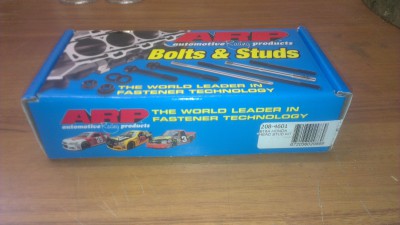 ARP
automotive Racing products
Bolts & Studs
THE WORLD LEADER IN
FASTENER TECHNOLOGY
ARP
automotive Racing products
THE WORLD LEADER IN
FASTENER TECHNOLOGY